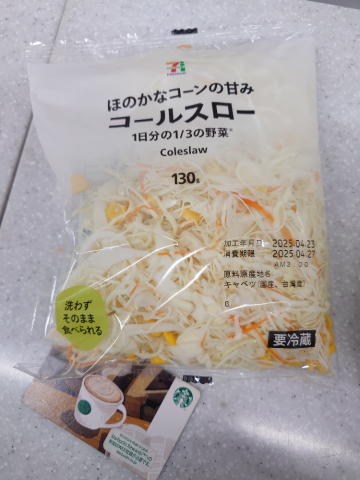 ほのかなコーンの甘み
コールスロー
1日分の1/3の野菜*
Coleslaw
130g
加工年月日 2025.04.23
消費期限 2025.04.27
AM2:00
原料原産地名
キャベツ(国産、台湾産)
6
洗わず
そのまま
食べられる
要冷蔵